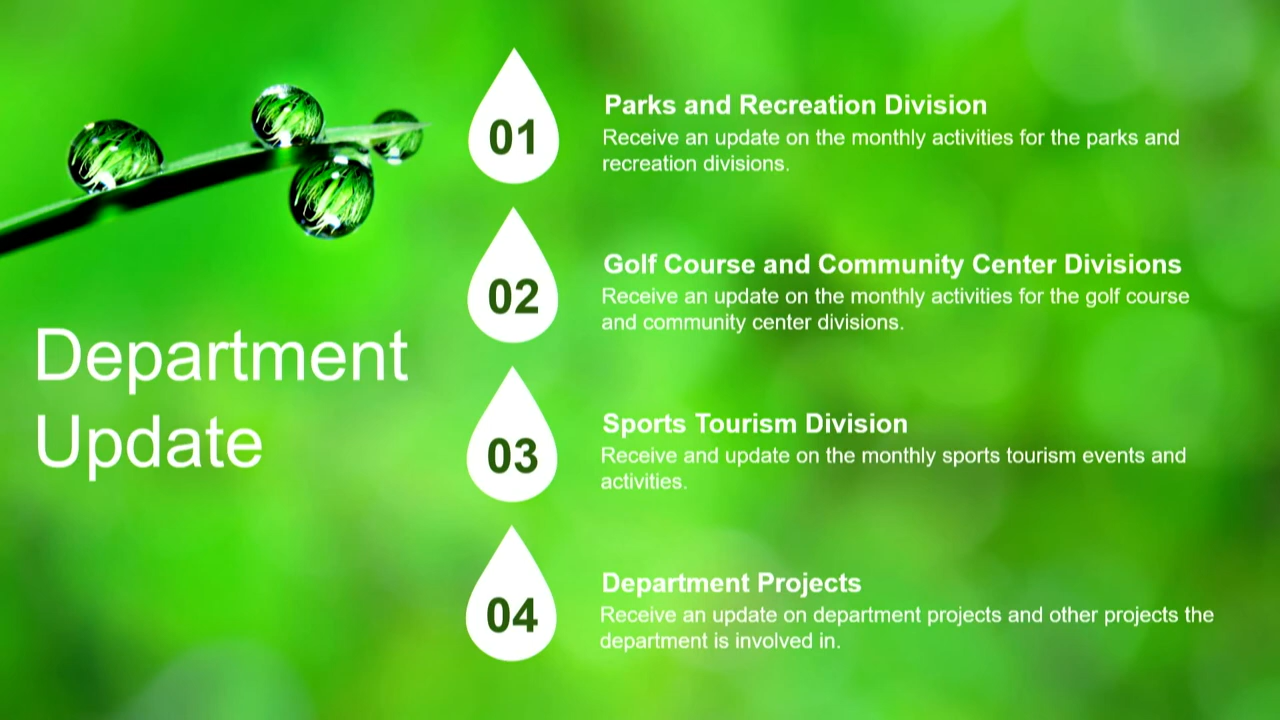 Department
Update
01
Parks and Recreation Division
Receive an update on the monthly activities for the parks and
recreation divisions.
02
Golf Course and Community Center Divisions
Receive an update on the monthly activities for the golf course
and community center divisions.
03
Sports Tourism Division
Receive and update on the monthly sports tourism events and
activities.
04
Department Projects
Receive an update on department projects and other projects the
department is involved in.